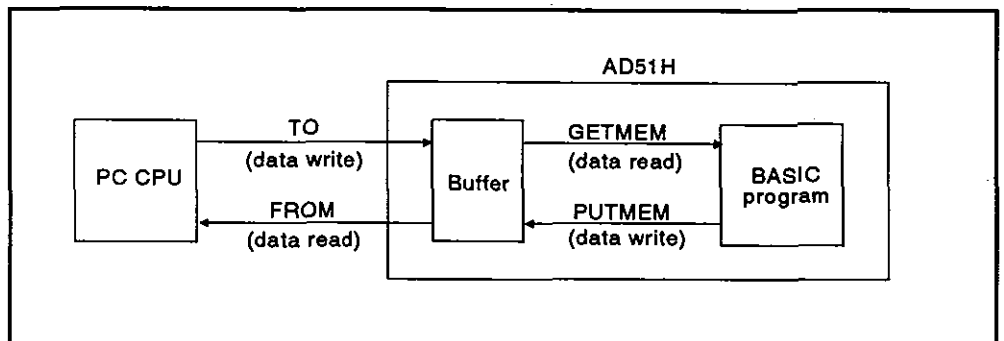 AD51H
TO
(data write)
GETMEM
(data read)
PC CPU
Buffer
BASIC
program
FROM
(data read)
PUTMEM
(data write)